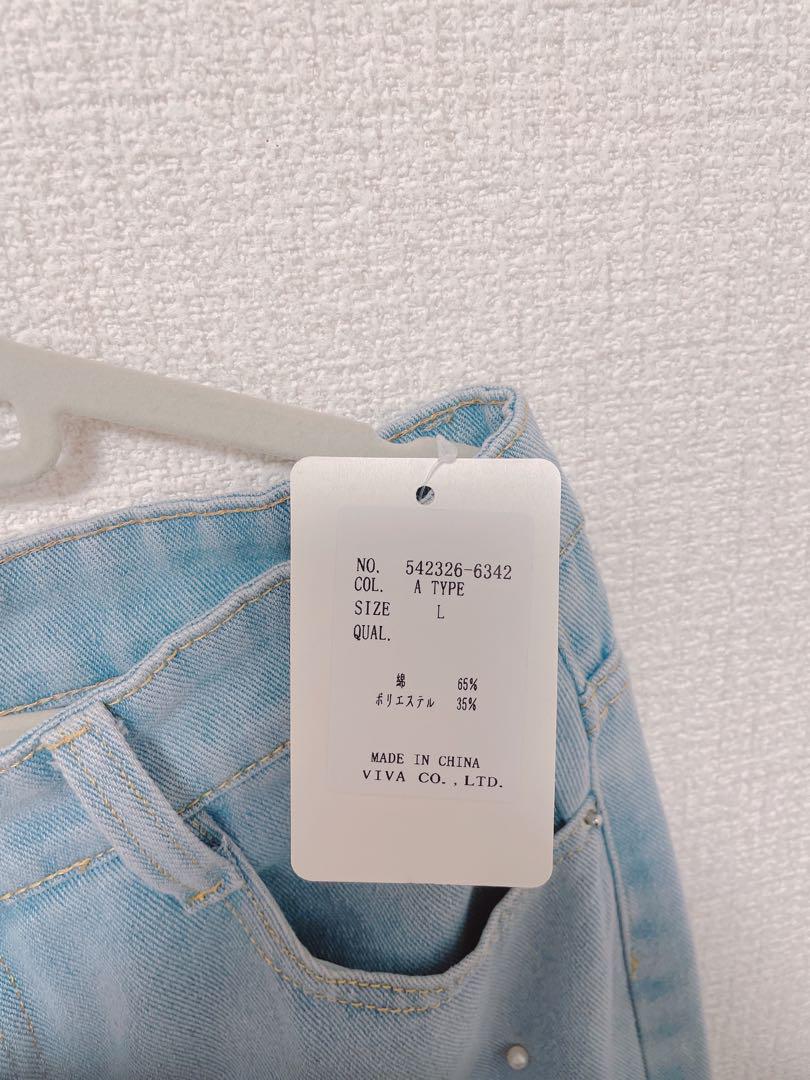 NO. 542326-6342
COL. A TYPE
SIZE L
QUAL.
綿 65%
ポリエステル 35%
MADE IN CHINA
VIVA CO.,LTD.